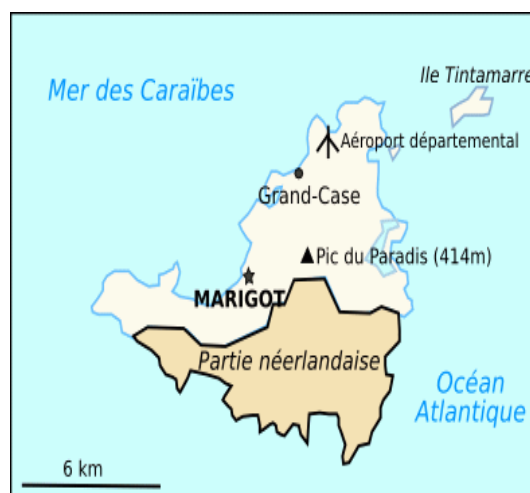 Ile Tintamarre
Mer des Caraïbes
Aéroport départemental
Grand-Case
Pic du Paradis (414m)
MARIGOT
Partie néerlandaise
Océan
Atlantique
6 km